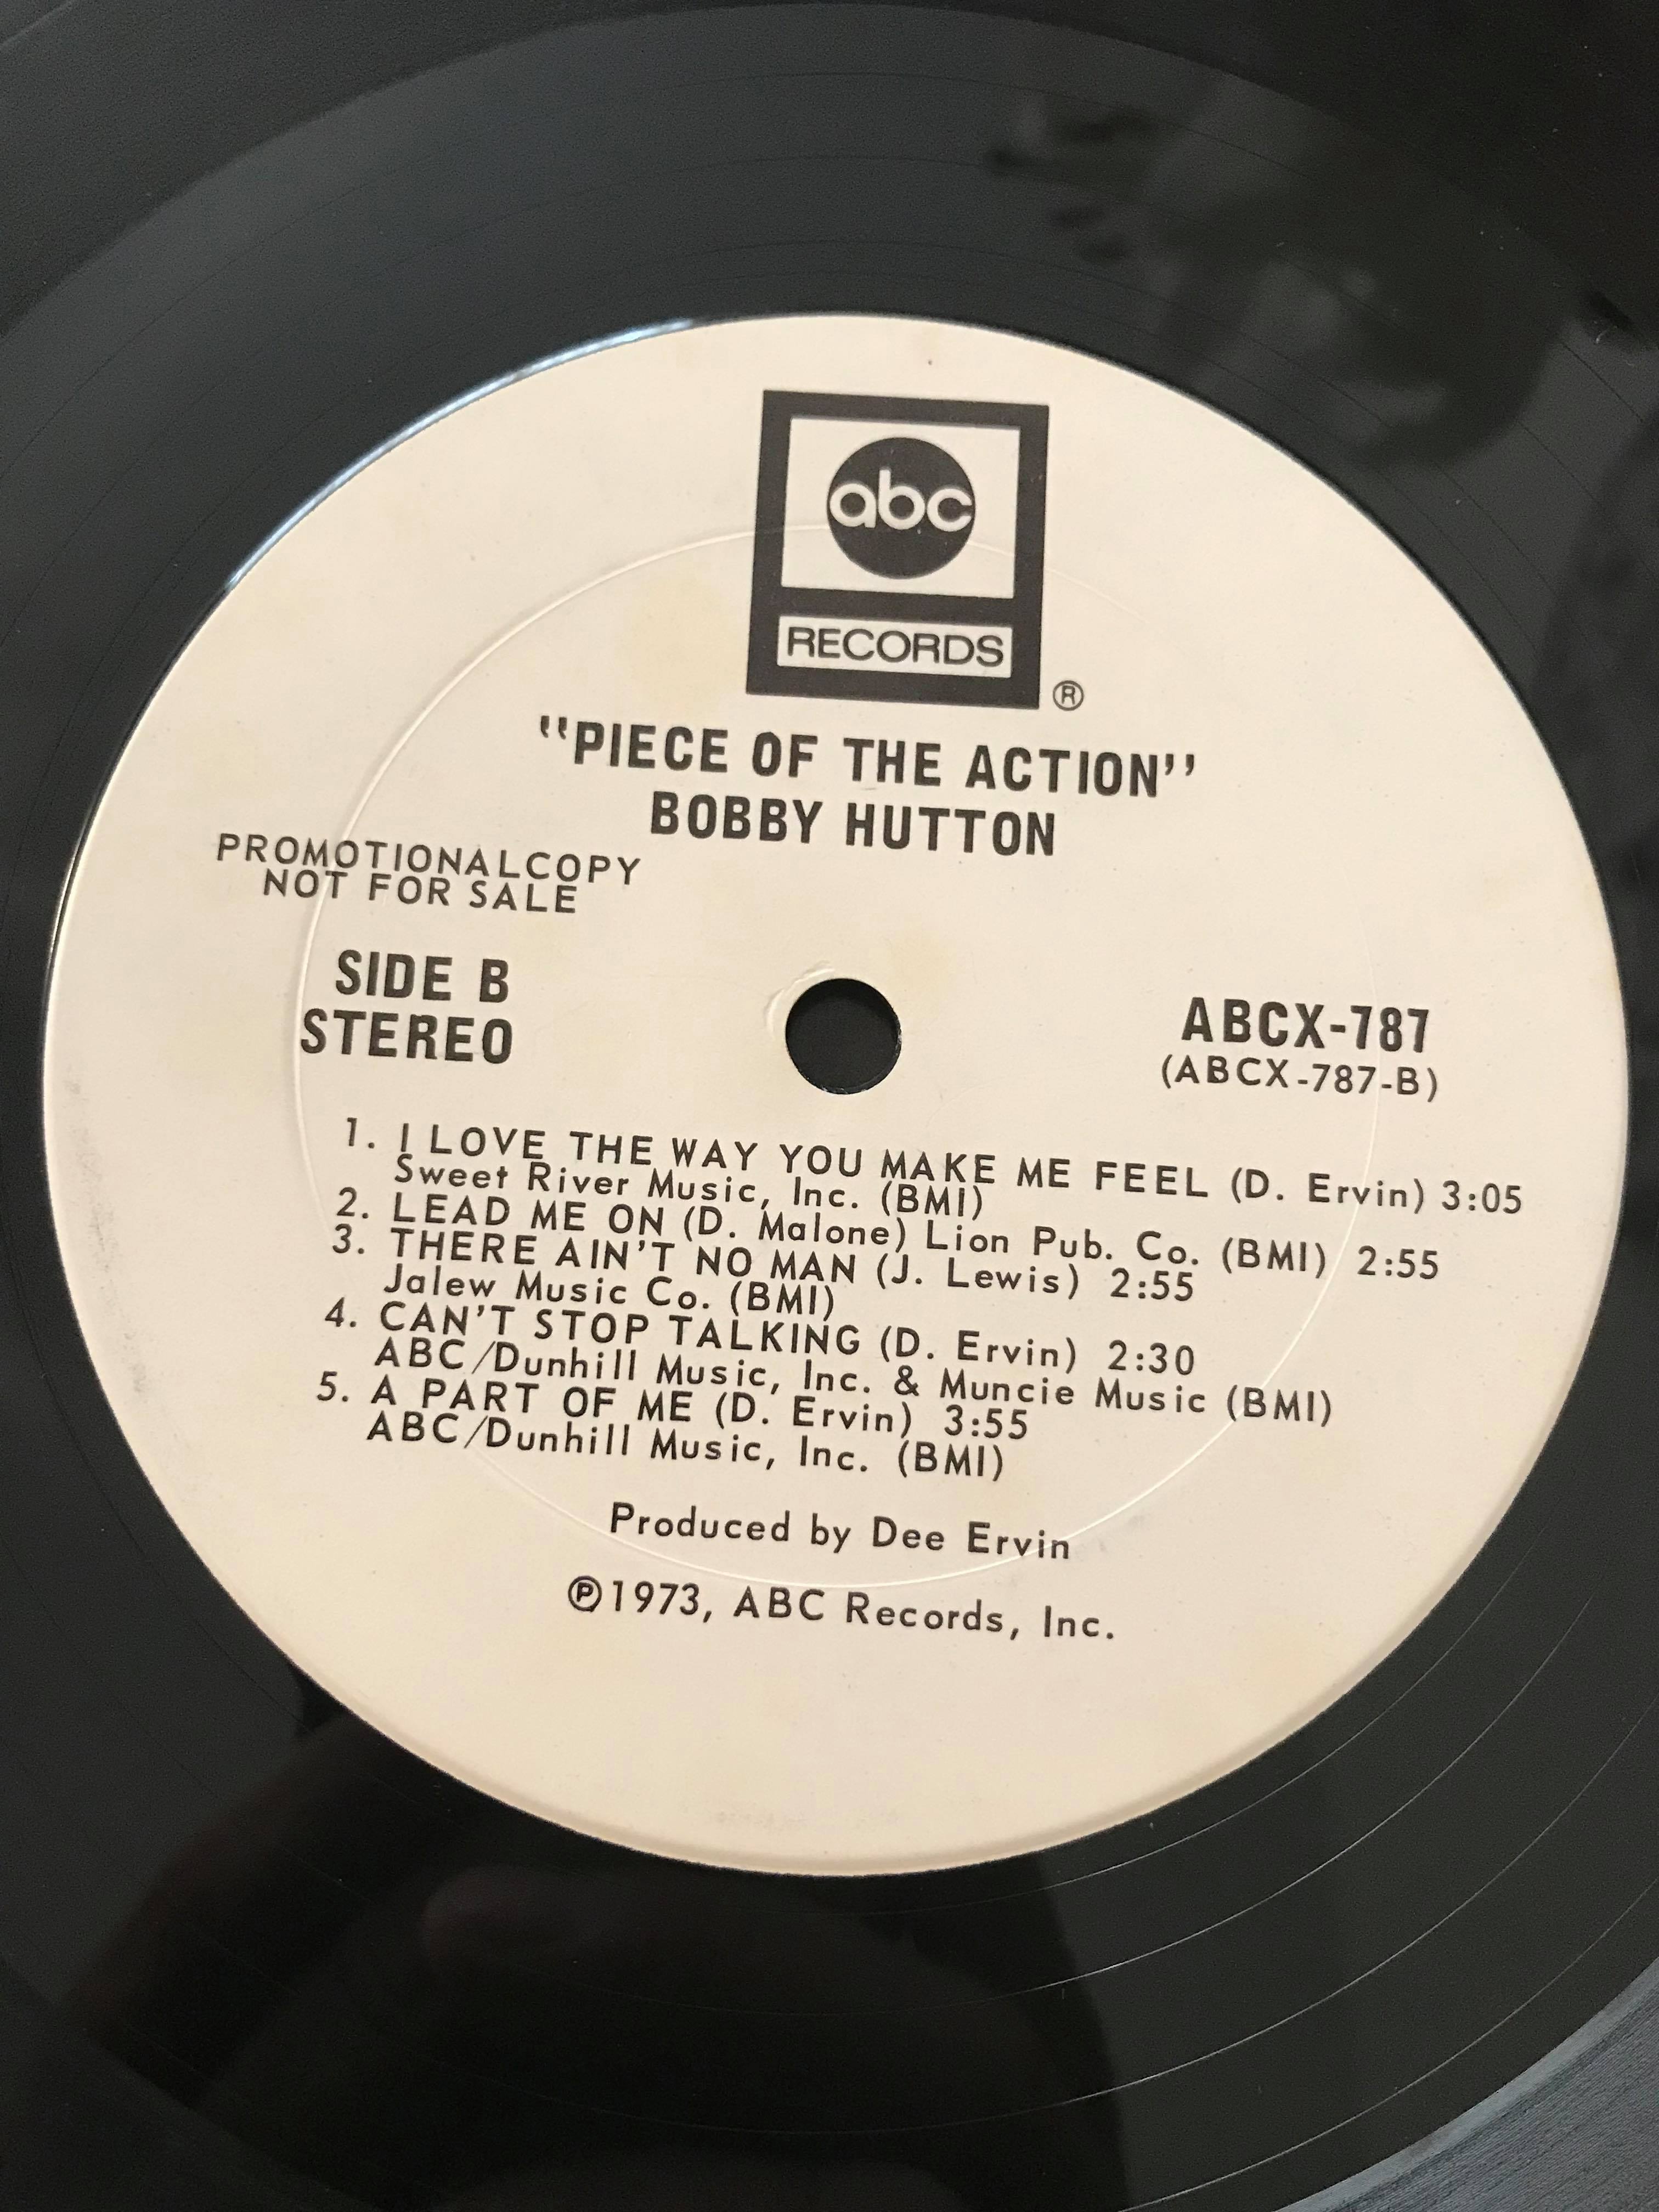 abc
RECORDS
®
"PIECE OF THE ACTION"
BOBBY HUTTON
PROMOTIONALCOPY
NOT FOR SALE
SIDE B
STEREO
ABCX-787
(ABCX-787-B)
1. I LOVE THE WAY YOU MAKE ME FEEL (D. Ervin) 3:05
Sweet River Music, Inc. (BMI)
2. LEAD ME ON (D. Malone) Lion Pub. Co. (BMI) 2:55
3. THERE AIN'T NO MAN (J. Lewis) 2:55
Jalew Music Co. (BMI)
4. CAN'T STOP TALKING (D. Ervin) 2:30
ABC/Dunhill Music, Inc. & Muncie Music (BMI)
5. A PART OF ME (D. Ervin) 3:55
ABC/Dunhill Music, Inc. (BMI)
Produced by Dee Ervin
℗1973, ABC Records, Inc.